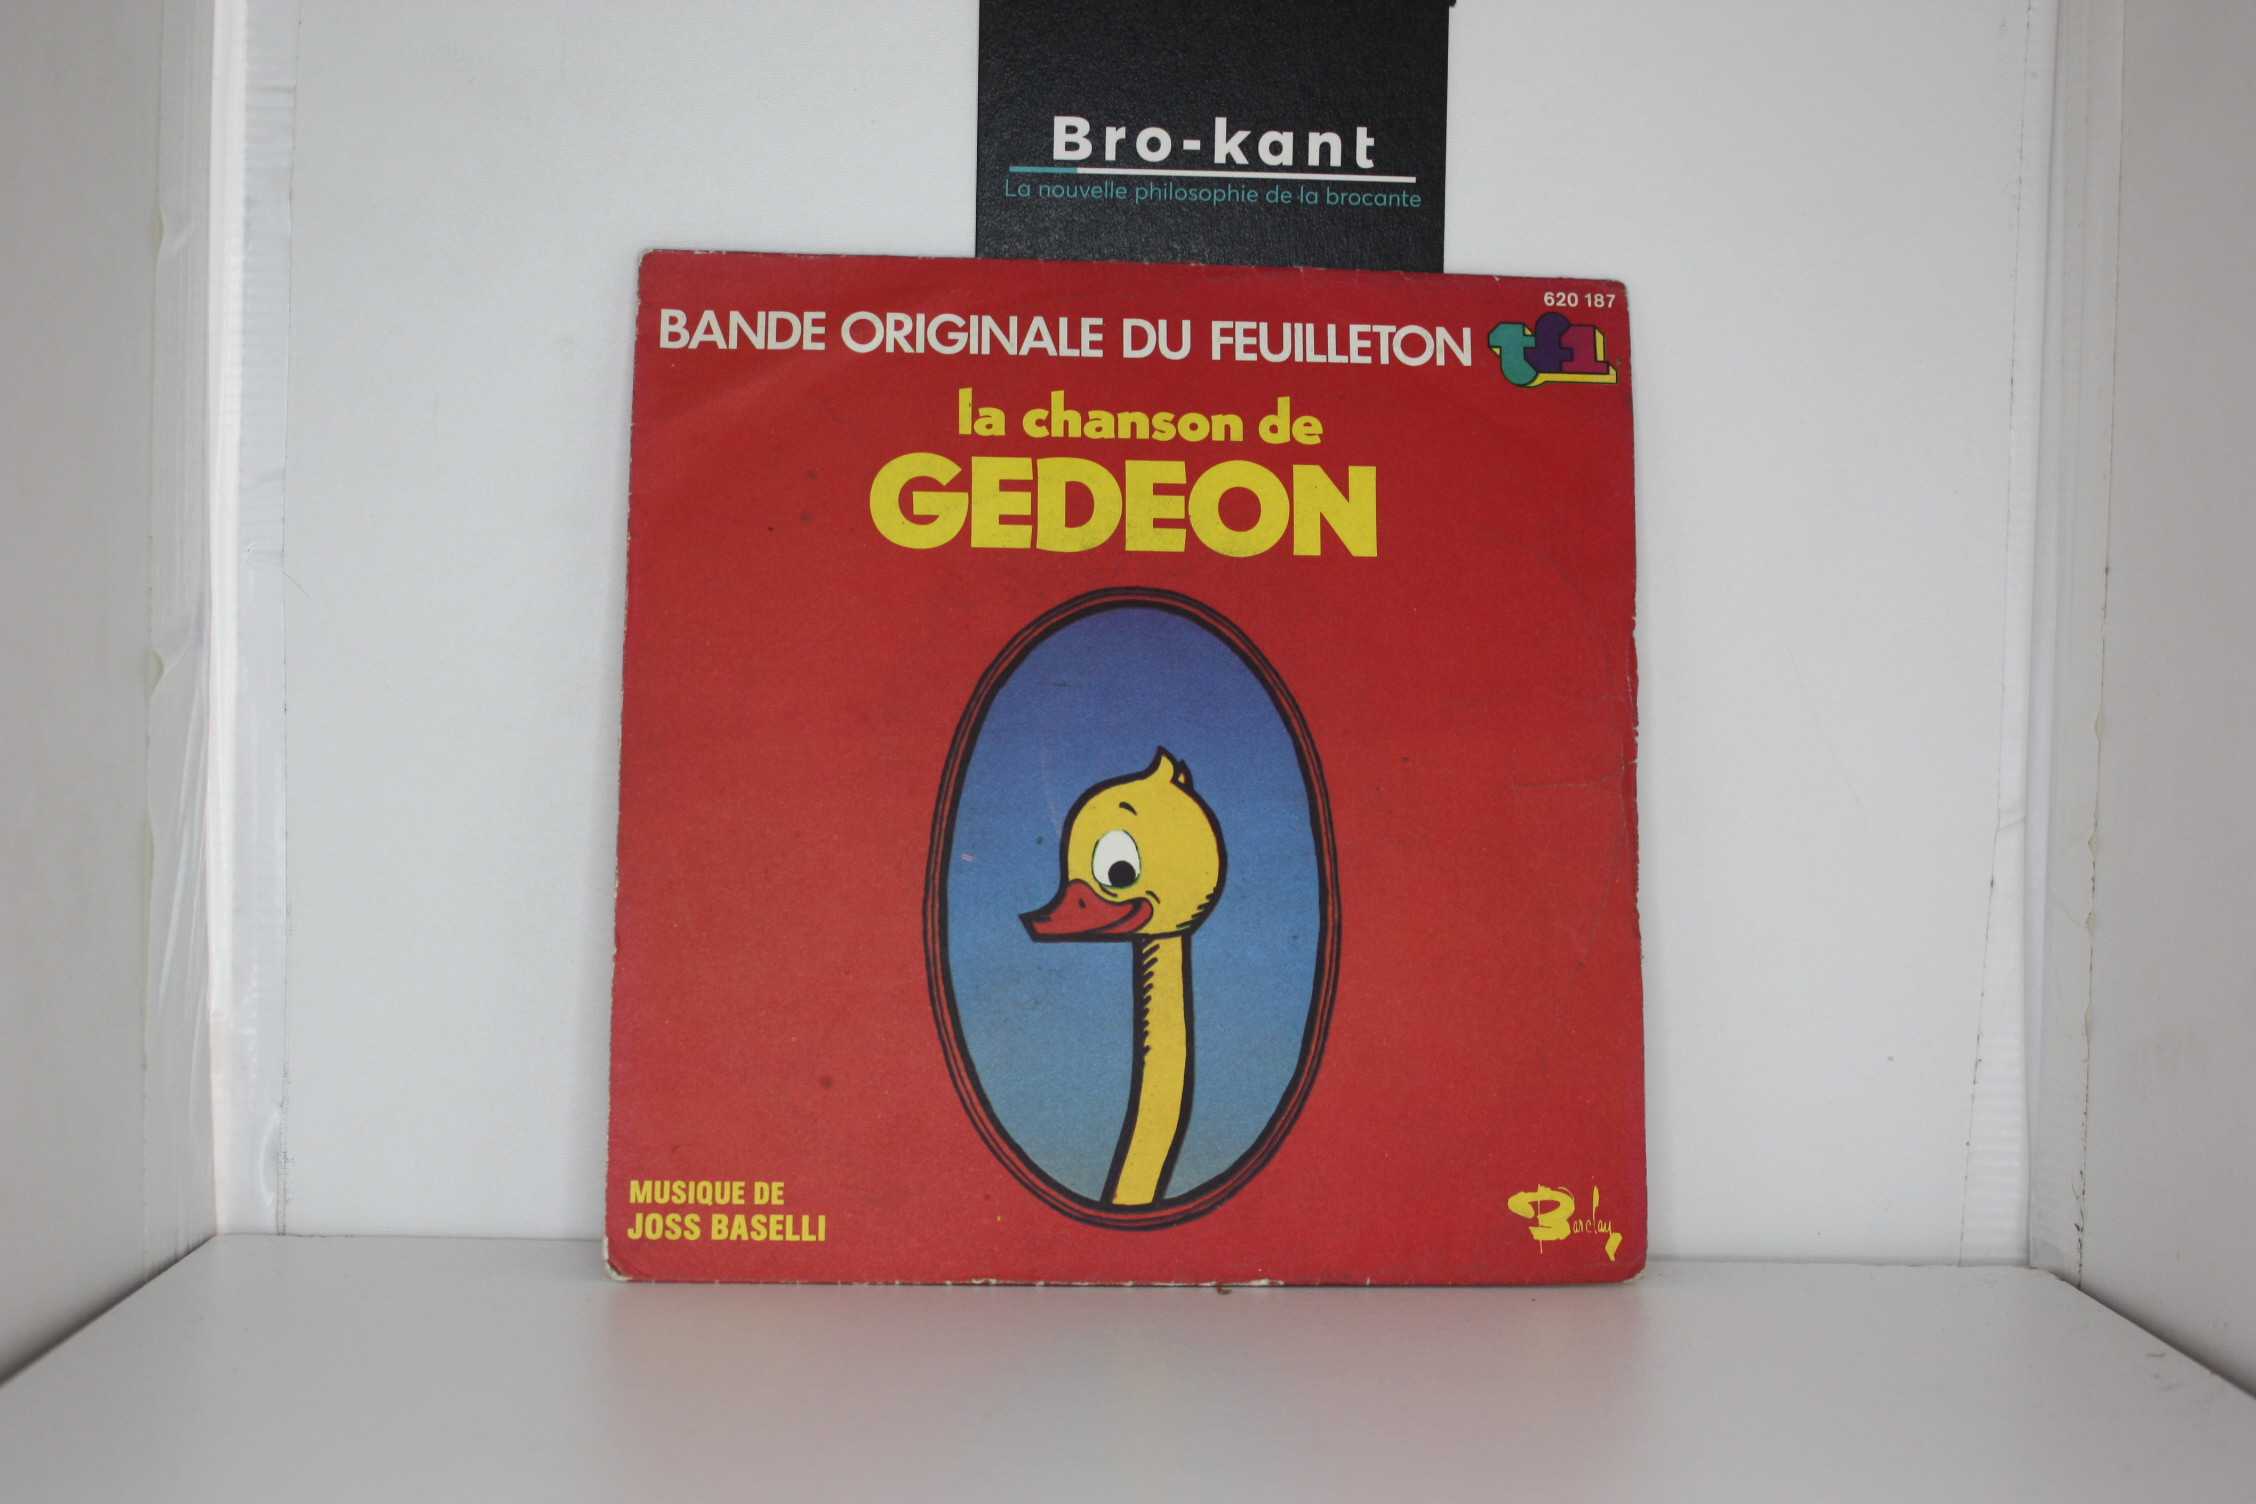 Bro-kant
La nouvelle philosophie de la brocante
620 187
BANDE ORIGINALE DU FEUILLETON tf1
la chanson de
GEDEON
MUSIQUE DE
JOSS BASELLI
Barclay